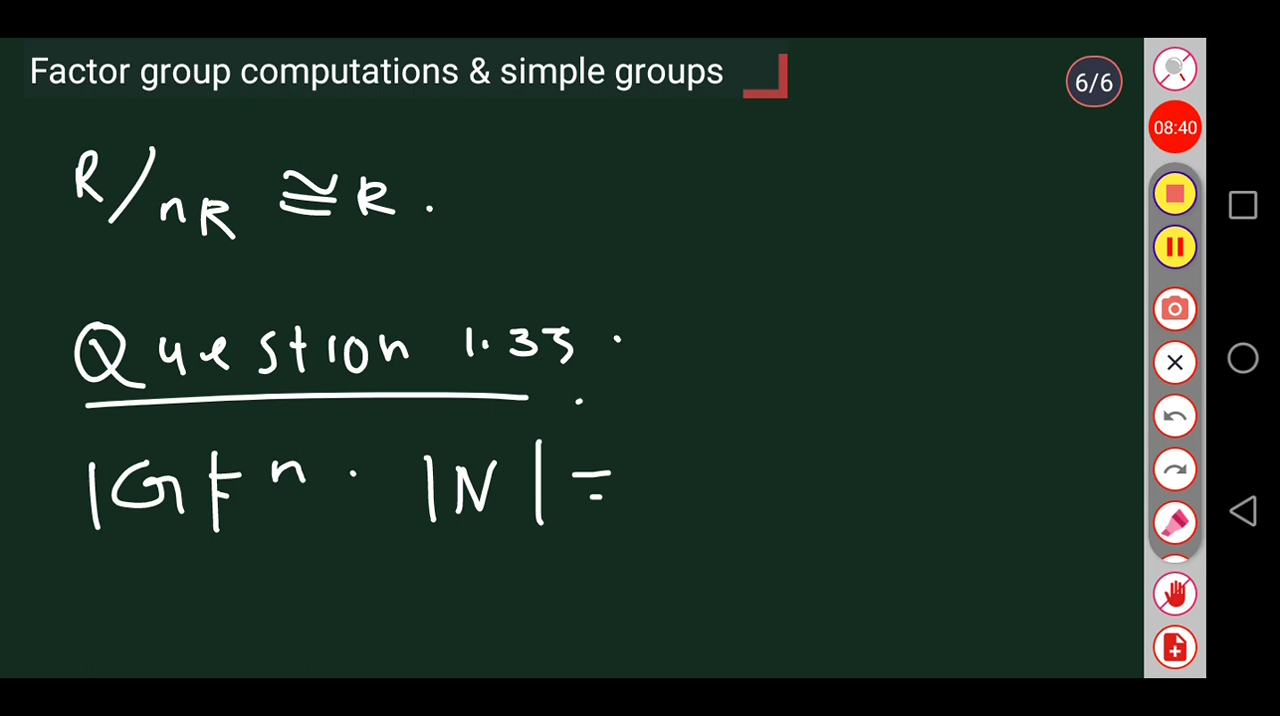 Factor group computations & simple groups
6/6
08:40
R/nR ≅ R.
Question 1.35.
|G|=n. |N|=